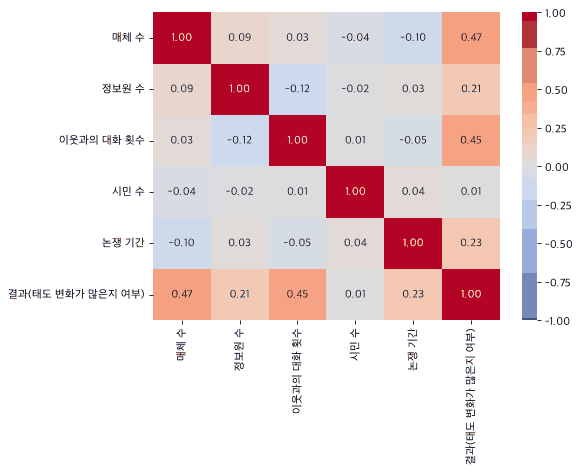 매체 수 1.00 0.09 0.03 -0.04 -0.10 0.47
정보원 수 0.09 1.00 -0.12 -0.02 0.03 0.21
이웃과의 대화 횟수 0.03 -0.12 1.00 0.01 -0.05 0.45
시민 수 -0.04 -0.02 0.01 1.00 0.04 0.01
논쟁 기간 -0.10 0.03 -0.05 0.04 1.00 0.23
결과(태도 변화가 많은지 여부) 0.47 0.21 0.45 0.01 0.23 1.00
매체 수
정보원 수
이웃과의 대화 횟수
시민 수
논쟁 기간
결과(태도 변화가 많은지 여부)
1.00
0.75
0.50
0.25
0.00
-0.25
-0.50
-0.75
-1.00